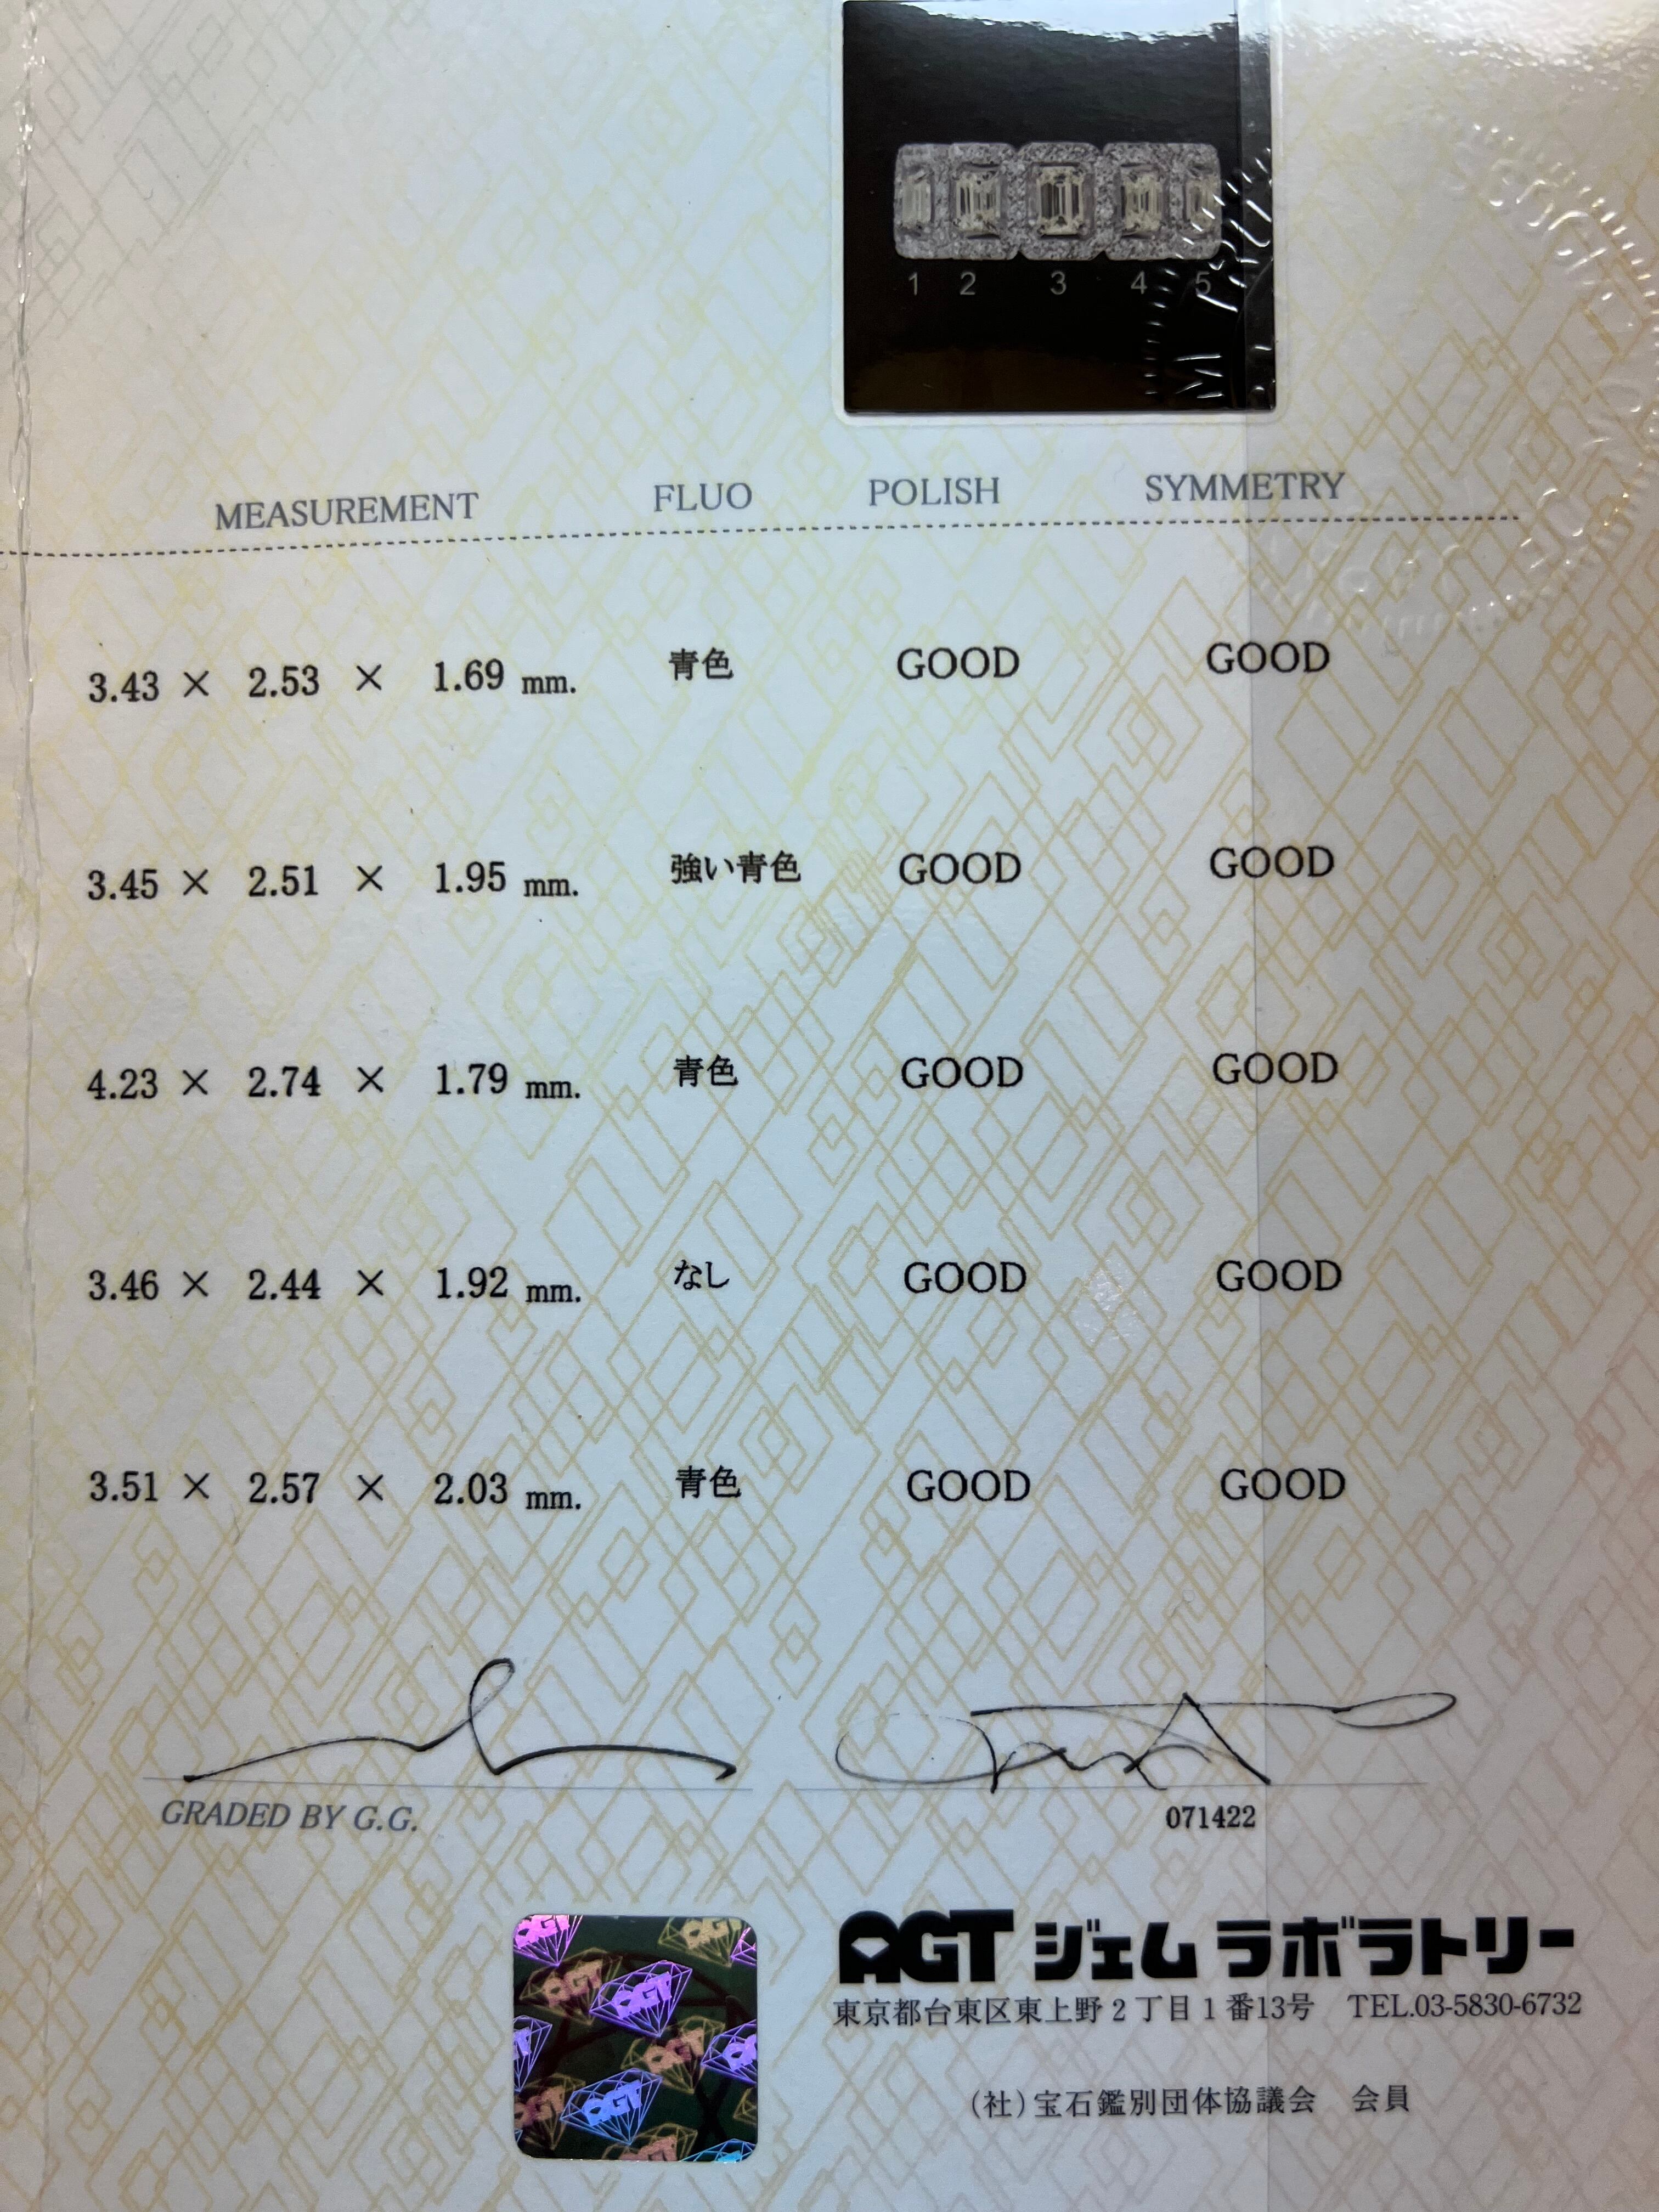 1 2 3 4 5
MEASUREMENT FLUO POLISH SYMMETRY
3.43 × 2.53 × 1.69 mm. 青色 GOOD GOOD
3.45 × 2.51 × 1.95 mm. 強い青色 GOOD GOOD
4.23 × 2.74 × 1.79 mm. 青色 GOOD GOOD
3.46 × 2.44 × 1.92 mm. なし GOOD GOOD
3.51 × 2.57 × 2.03 mm. 青色 GOOD GOOD
GRADED BY G.G.
071422
AGT ジェム ラボラトリー
東京都台東区東上野2丁目1番13号 TEL.03-5830-6732
(社)宝石鑑別団体協議会 会員
AGT